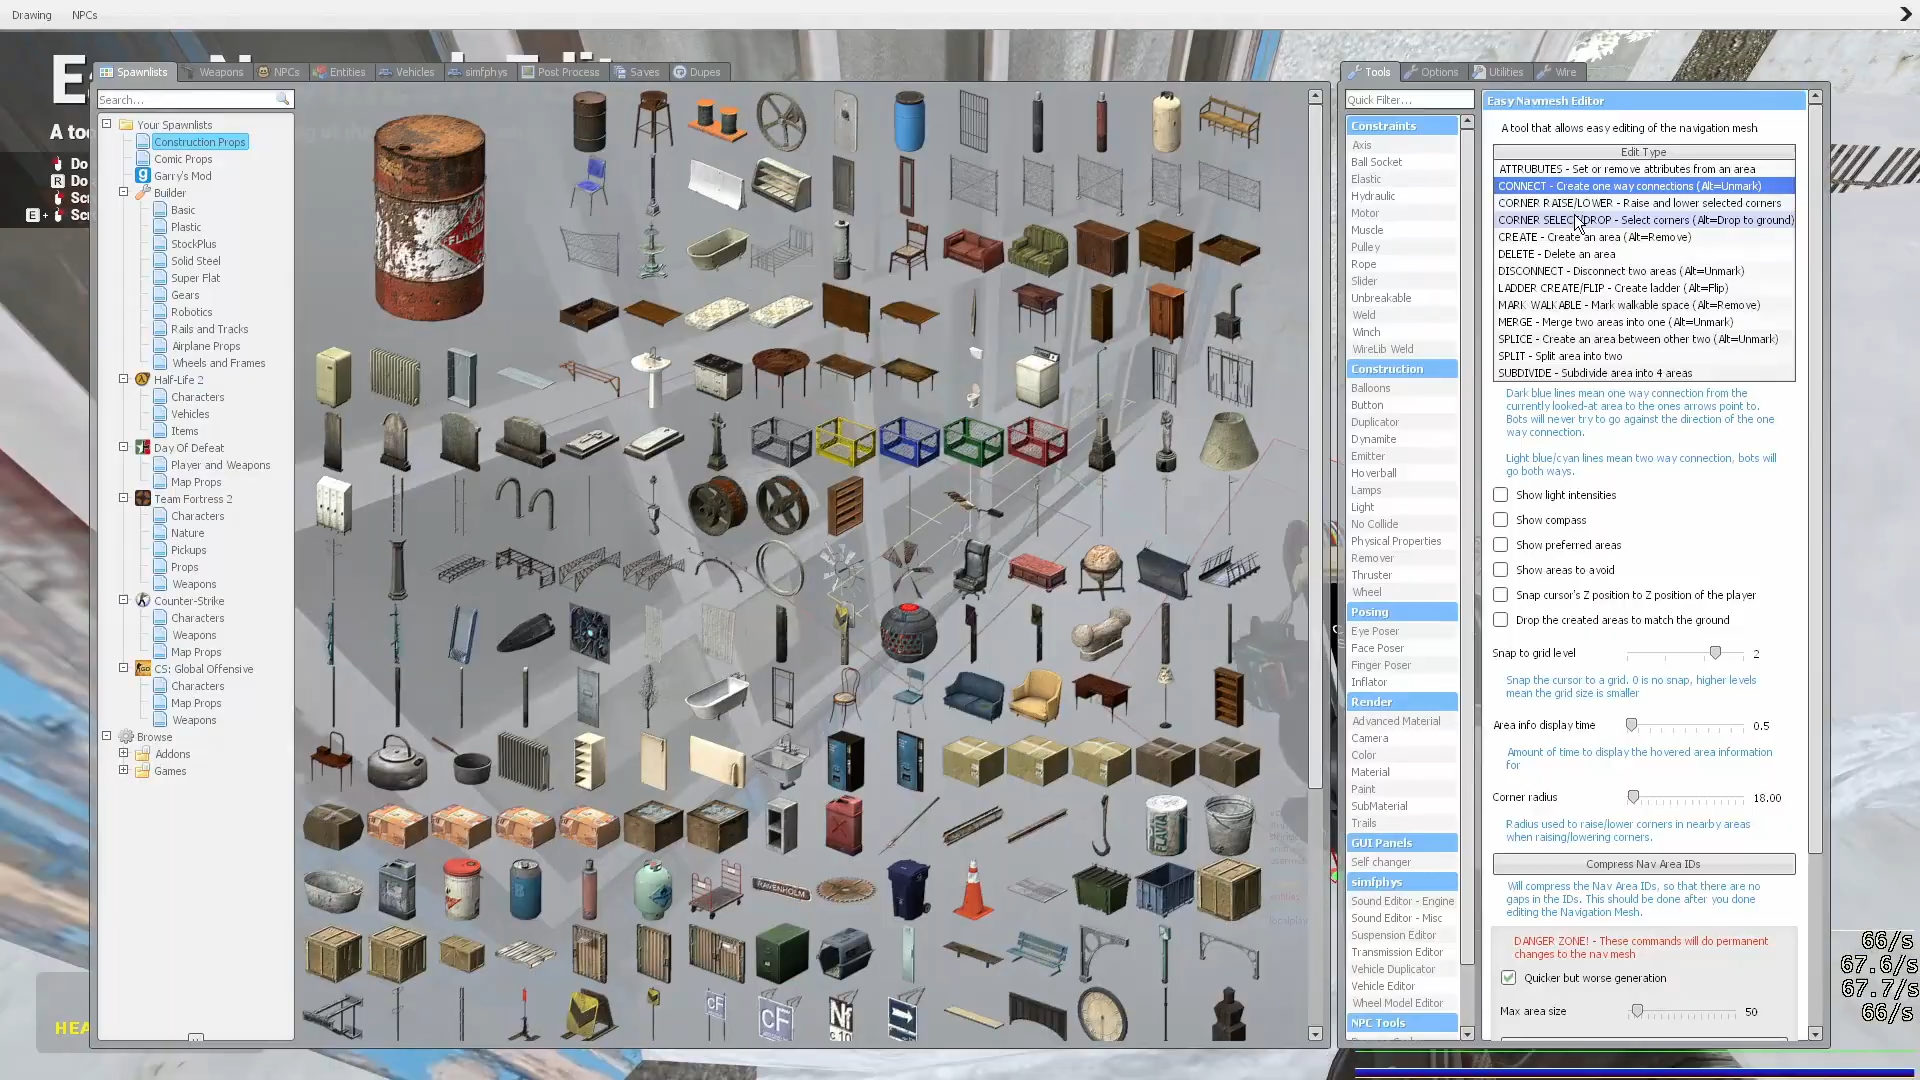 Drawing NPCs
Spawnlists Weapons NPCs Entities Vehicles simfphys Post Process Saves Dupes
Search...
Your Spawnlists
Construction Props
Comic Props
Garry's Mod
Builder
Basic
Plastic
StockPlus
Solid Steel
Super Flat
Gears
Robotics
Rails and Tracks
Airplane Props
Wheels and Frames
Half-Life 2
Characters
Vehicles
Items
Day Of Defeat
Player and Weapons
Map Props
Team Fortress 2
Characters
Nature
Pickups
Props
Weapons
Counter-Strike
Characters
Weapons
Map Props
CS: Global Offensive
Characters
Map Props
Weapons
Browse
Addons
Games
A too
Do
R Do
Scr
E + Scr
HEA
FLAMM
RAVENHOLM
CF
CF
Nf
Tools Options Utilities Wire
Quick Filter...
Constraints
Axis
Ball Socket
Elastic
Hydraulic
Motor
Muscle
Pulley
Rope
Slider
Unbreakable
Weld
Winch
WireLib Weld
Construction
Balloons
Button
Duplicator
Dynamite
Emitter
Hoverball
Lamps
Light
No Collide
Physical Properties
Remover
Thruster
Wheel
Posing
Eye Poser
Face Poser
Finger Poser
Inflator
Render
Advanced Material
Camera
Color
Material
Paint
SubMaterial
Trails
GUI Panels
Self changer
simfphys
Sound Editor - Engine
Sound Editor - Misc
Suspension Editor
Transmission Editor
Vehicle Duplicator
Vehicle Editor
Wheel Model Editor
NPC Tools
Easy Navmesh Editor
A tool that allows easy editing of the navigation mesh
Edit Type
ATTRUBUTES - Set or remove attributes from an area
CONNECT - Create one way connections (Alt=Unmark)
CORNER RAISE/LOWER - Raise and lower selected corners
CORNER SELECT/DROP - Select corners (Alt=Drop to ground)
CREATE - Create an area (Alt=Remove)
DELETE - Delete an area
DISCONNECT - Disconnect two areas (Alt=Unmark)
LADDER CREATE/FLIP - Create ladder (Alt=Flip)
MARK WALKABLE - Mark walkable space (Alt=Remove)
MERGE - Merge two areas into one (Alt=Unmark)
SPLICE - Create an area between other two (Alt=Unmark)
SPLIT - Split area into two
SUBDIVIDE - Subdivide area into 4 areas
Dark blue lines mean one way connection from the
currently looked-at area to the ones arrows point to.
Bots will never try to go against the direction of the one
way connection.
Light blue/cyan lines mean two way connection, bots will
go both ways.
Show light intensities
Show compass
Show preferred areas
Show areas to avoid
Snap cursor's Z position to Z position of the player
Drop the created areas to match the ground
Snap to grid level 2
Snap the cursor to a grid. 0 is no snap, higher levels
mean the grid size is smaller
Area info display time 0.5
Amount of time to display the hovered area information
for
Corner radius 18.00
Radius used to raise/lower corners in nearby areas
when raising/lowering corners.
Compress Nav Area IDs
Will compress the Nav Area IDs, so that there are no
gaps in the IDs. This should be done after you done
editing the Navigation Mesh.
DANGER ZONE! - These commands will do permanent
changes to the nav mesh
Quicker but worse generation
Max area size 50
66/s
67.6/s
67.7/s
66/s